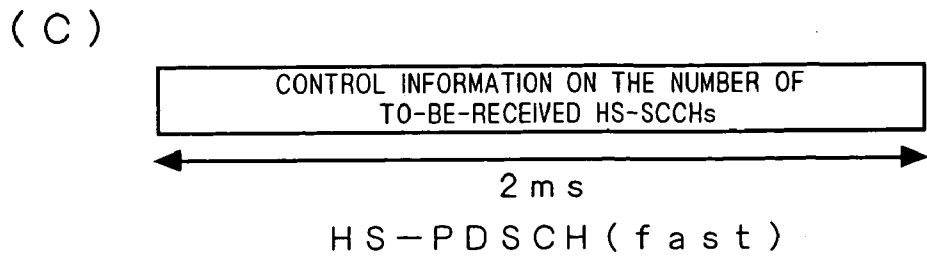 (C)
CONTROL INFORMATION ON THE NUMBER OF
TO-BE-RECEIVED HS-SCCHs
2ms
HS-PDSCH(fast)